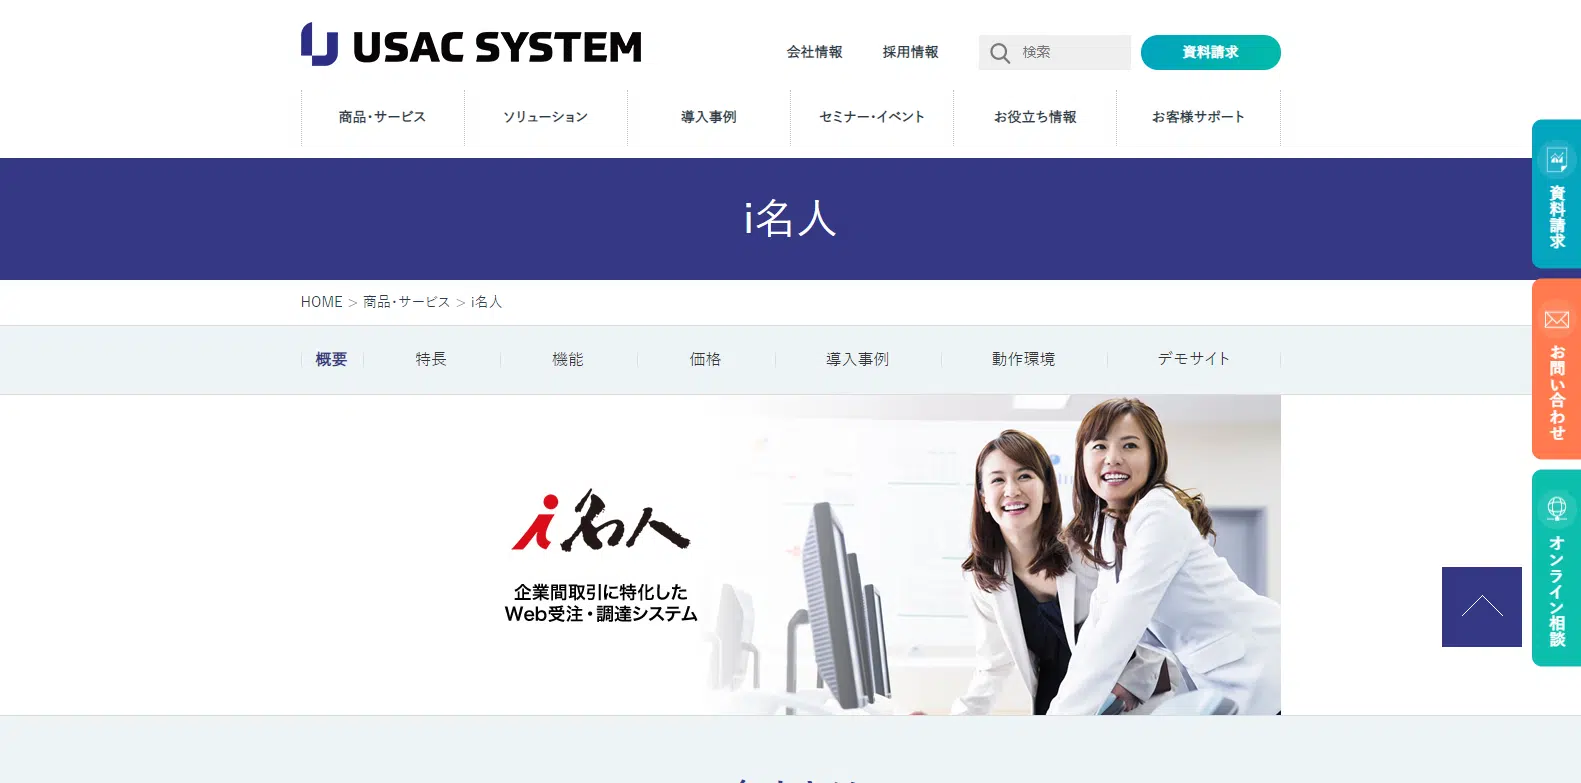 USAC SYSTEM
会社情報
採用情報
検索
資料請求
商品・サービス
ソリューション
導入事例
セミナー・イベント
お役立ち情報
お客様サポート
i名人
HOME > 商品・サービス > i名人
概要
特長
機能
価格
導入事例
動作環境
デモサイト
i名人
企業間取引に特化した
Web受注・調達システム
資料請求
お問い合わせ
オンライン相談